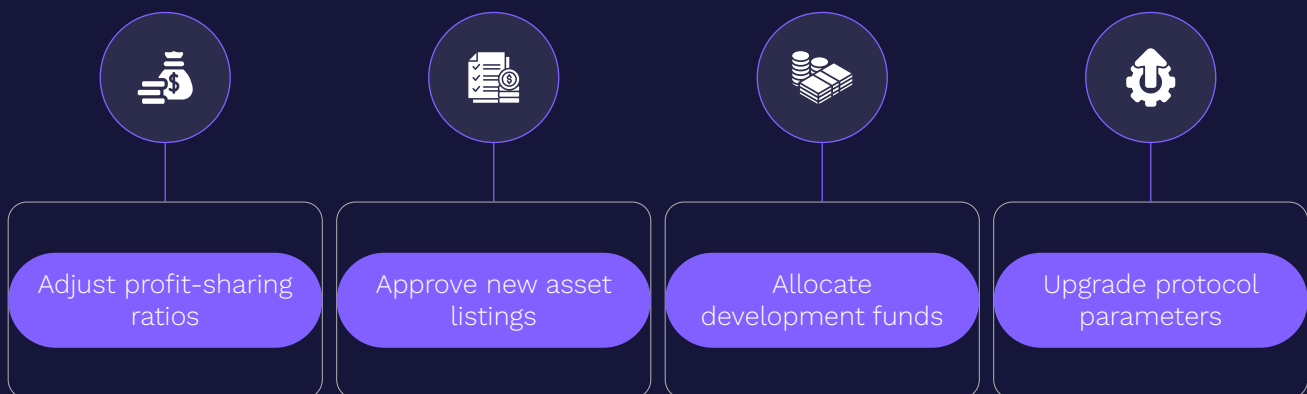 Adjust profit-sharing
ratios
Approve new asset
listings
Allocate
development funds
Upgrade protocol
parameters